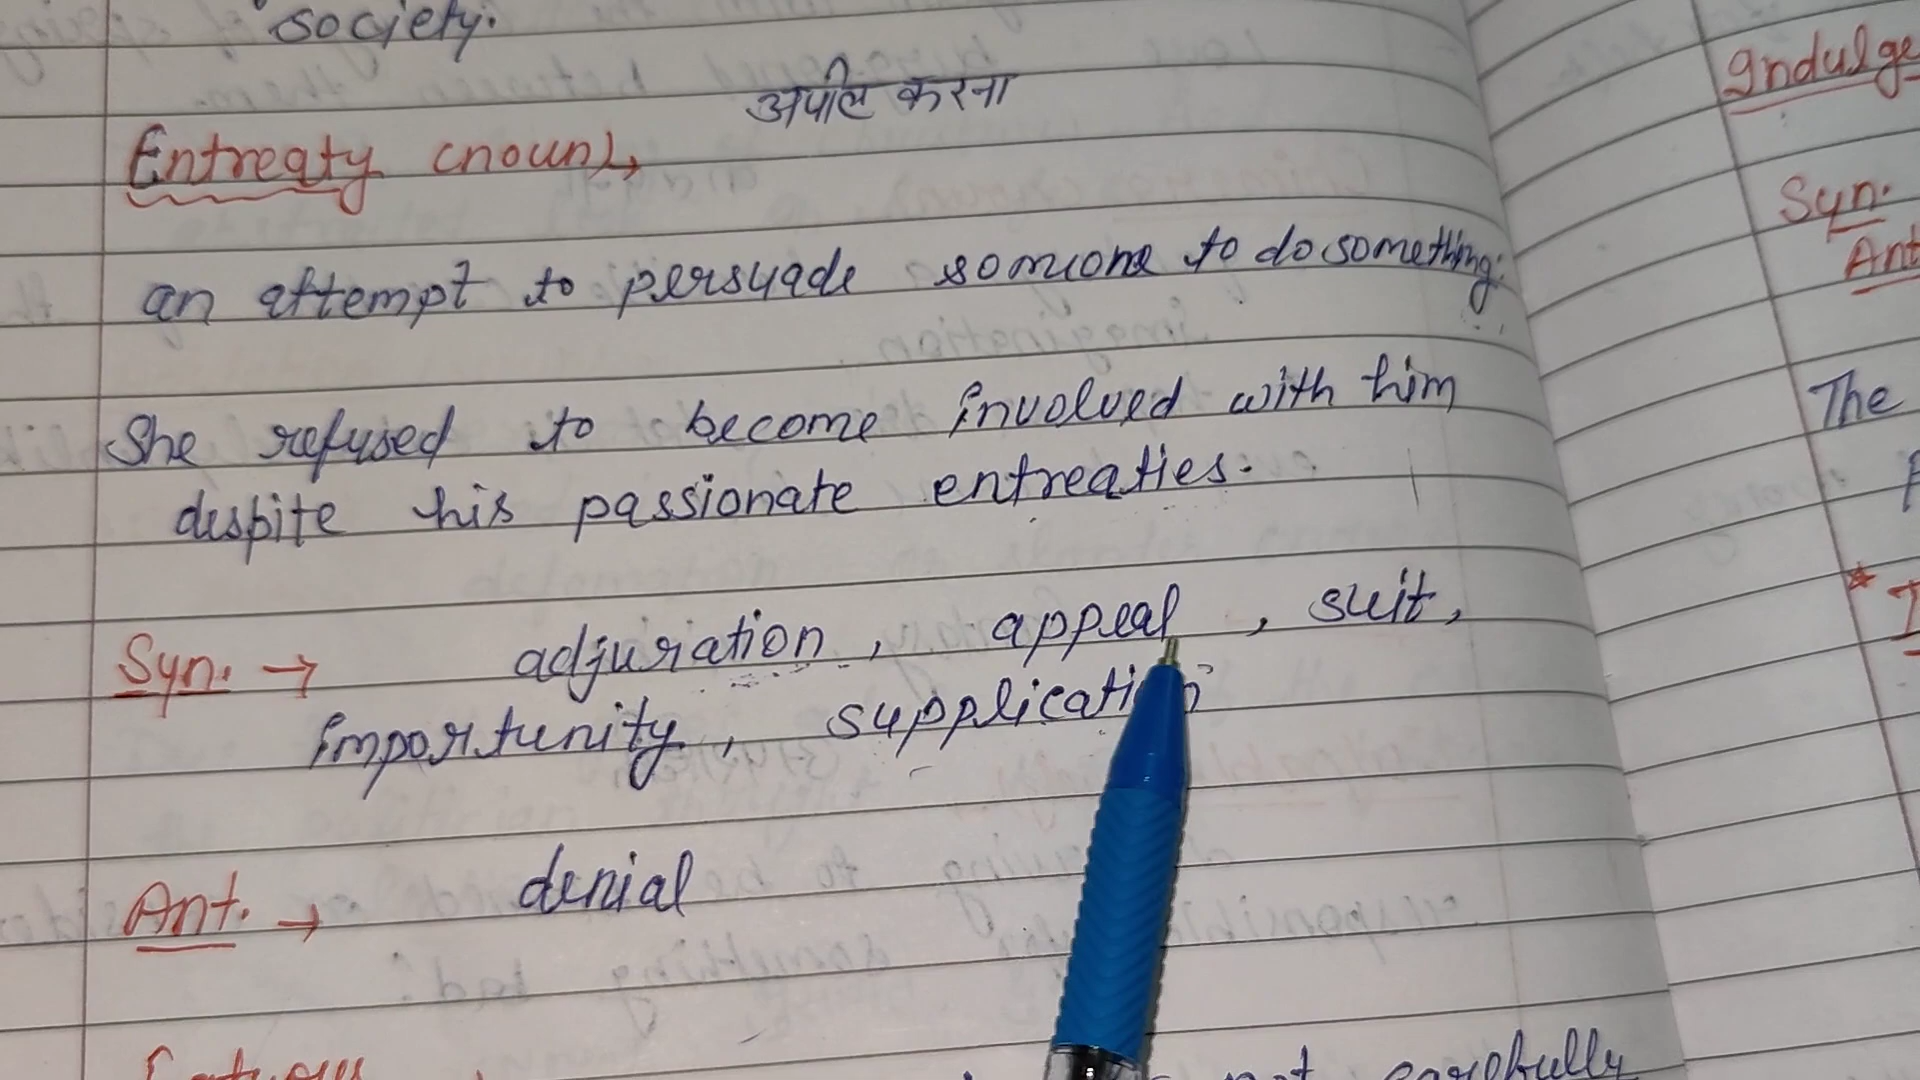 society.
अपील करना
Entreaty (noun),
an attempt to persuade someone to do something.
She refused to become involved with him
despite his passionate entreaties.
Syn. → adjuration, appeal, suit,
importunity, supplication
Ant. → denial
not carefully
Indulge
Syn.
Ant
The